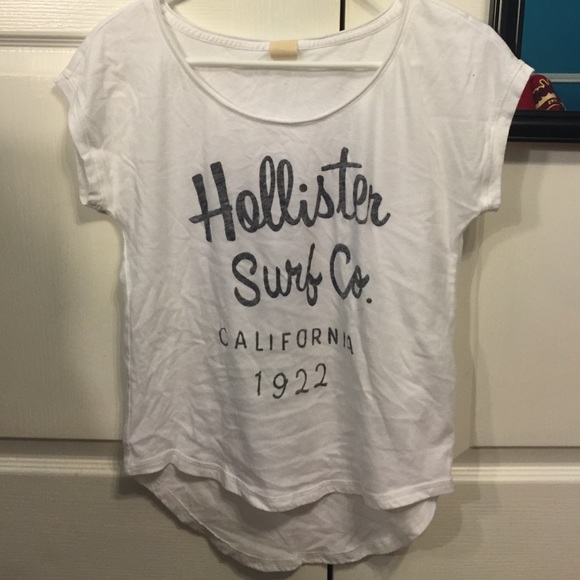 Hollister
Surf Co.
CALIFORNIA
1922